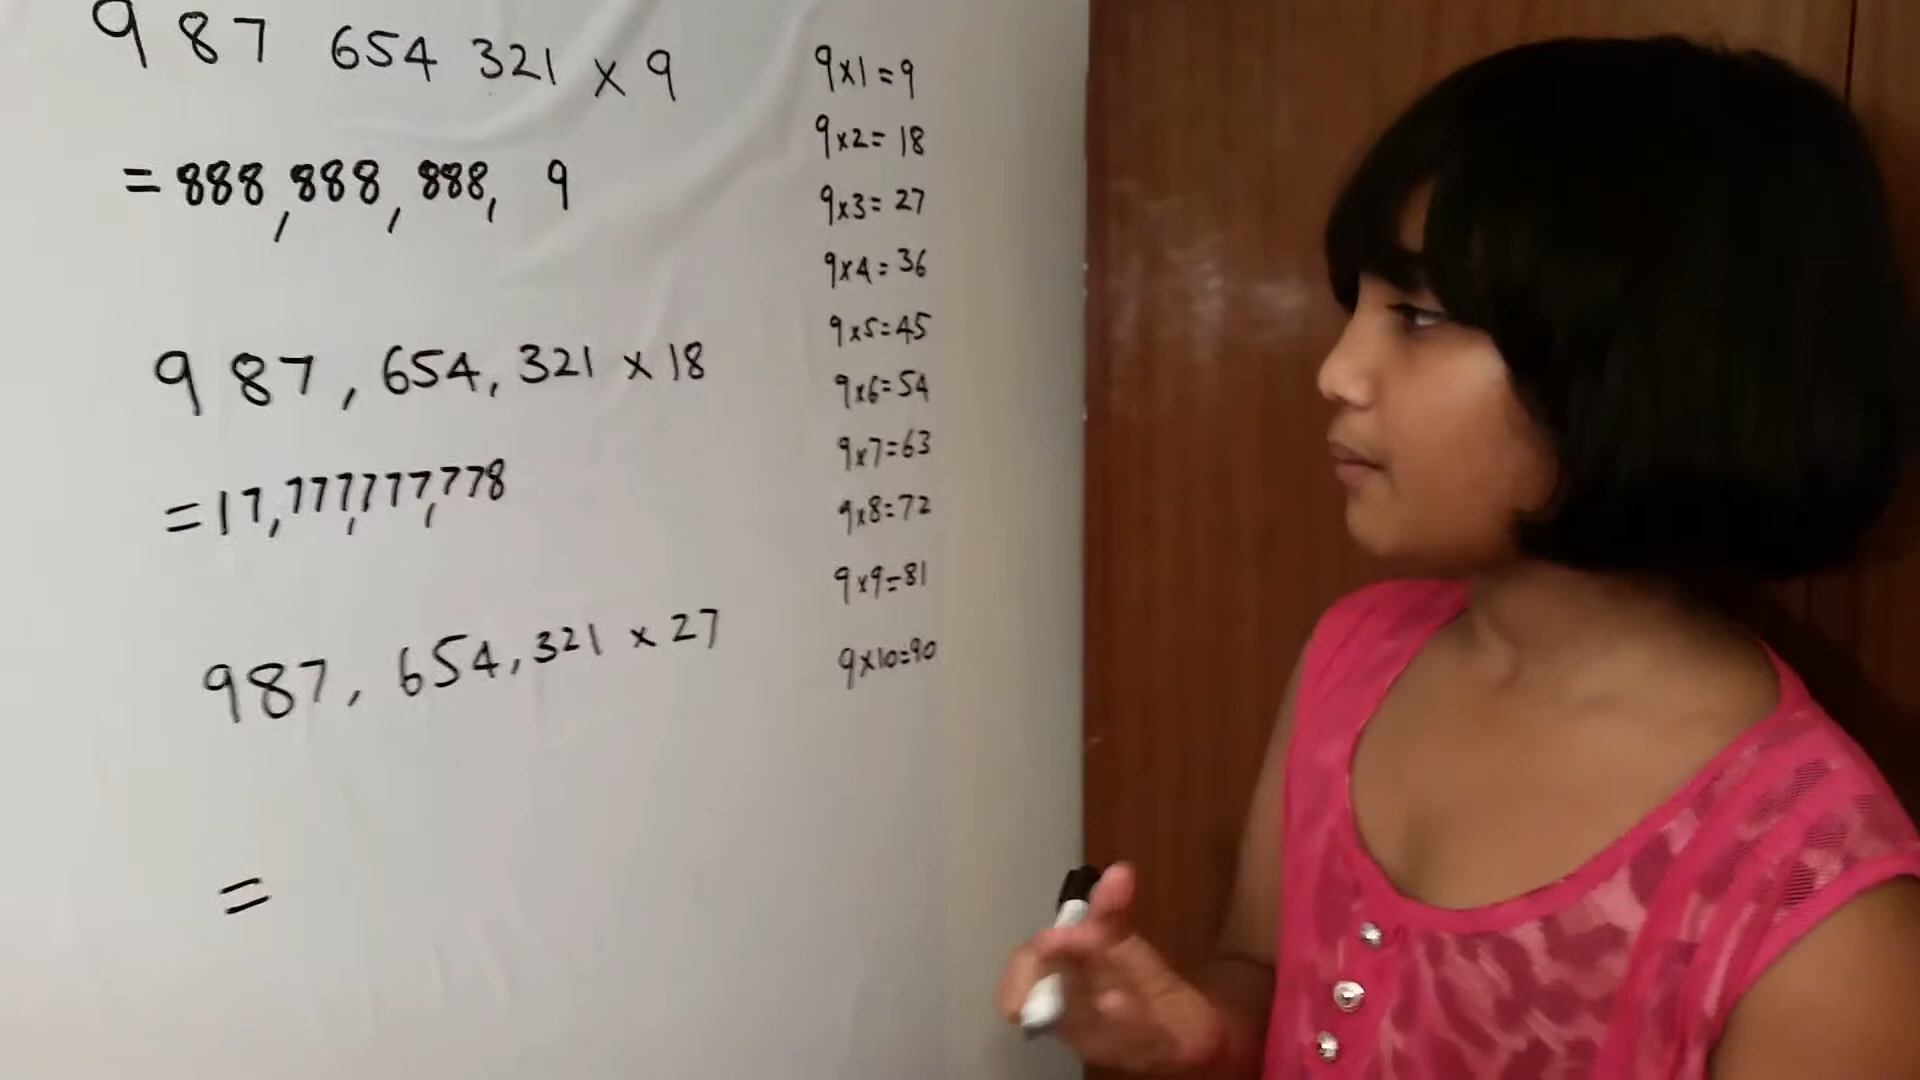 987 654 321 x 9
= 888,888,888, 9
987, 654, 321 x 18
= 17,777,777,778
987, 654, 321 x 27
=
9x1=9
9x2=18
9x3=27
9x4=36
9x5=45
9x6=54
9x7=63
9x8=72
9x9=81
9x10=90